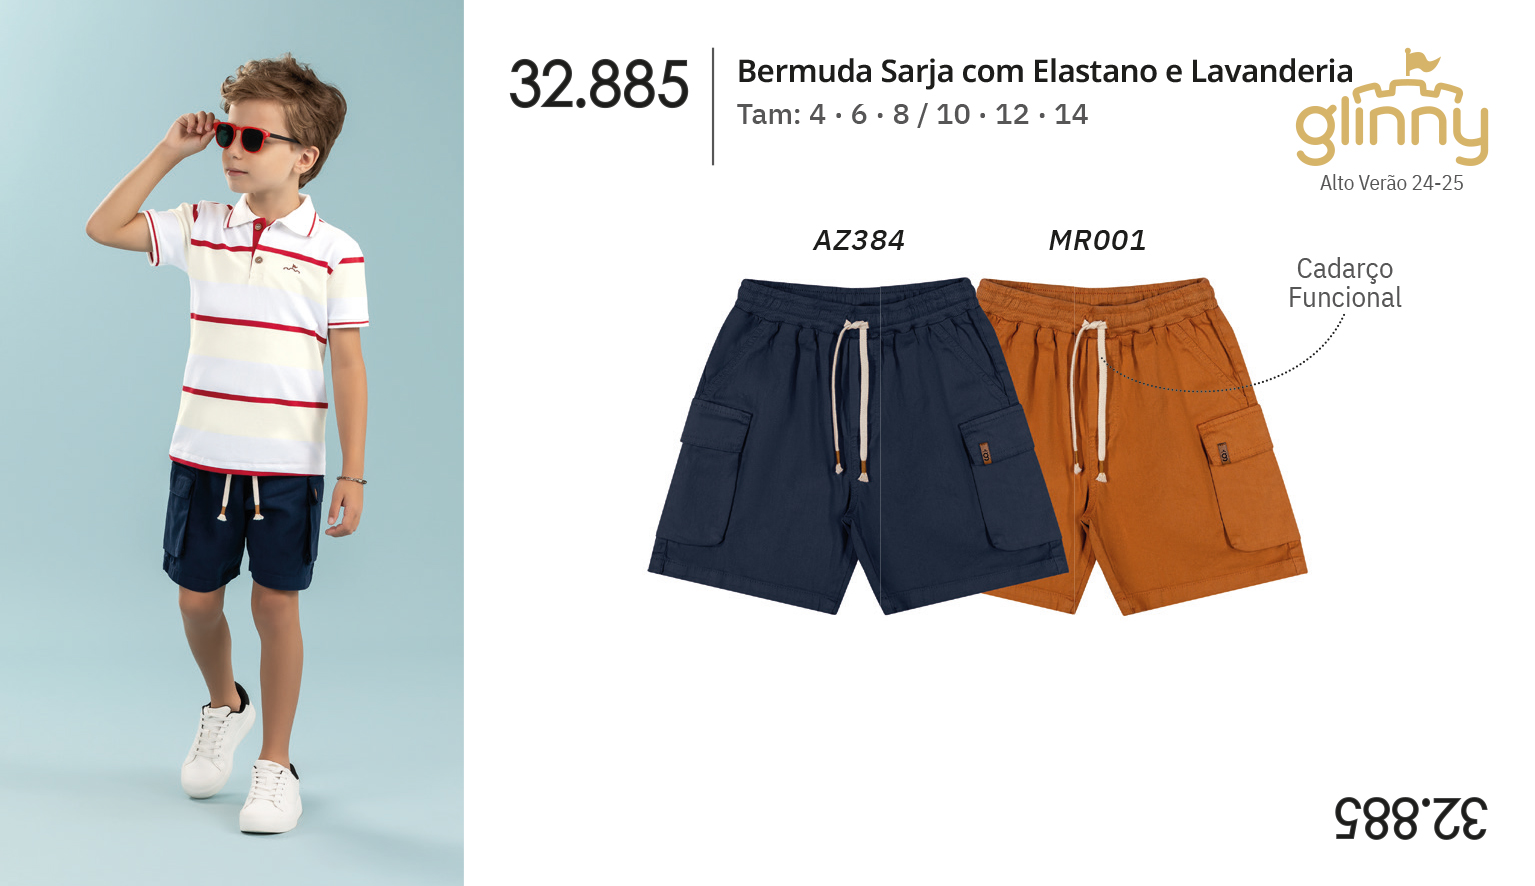 32.885
Bermuda Sarja com Elastano e Lavanderia
Tam: 4 · 6 · 8 / 10 · 12 · 14
glinny
Alto Verão 24-25
AZ384
MR001
Cadarço
Funcional
32.885